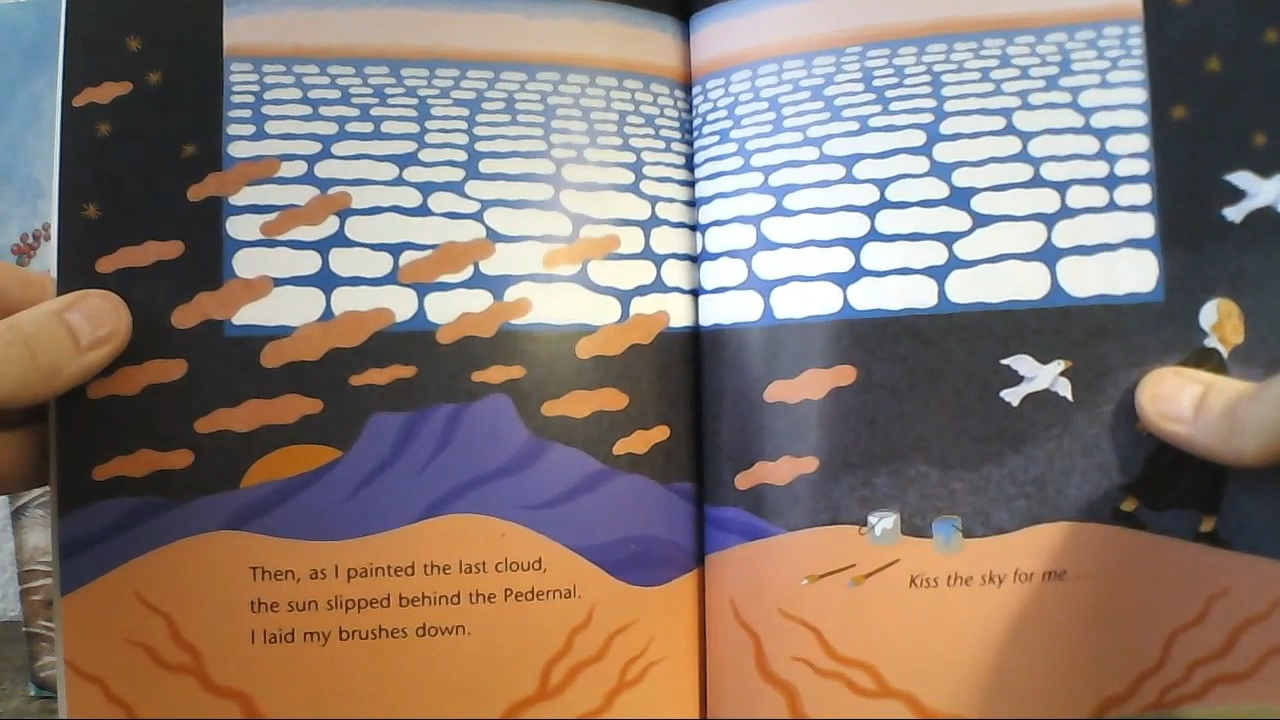 Then, as I painted the last cloud,
the sun slipped behind the Pedernal.
I laid my brushes down.
Kiss the sky for me....